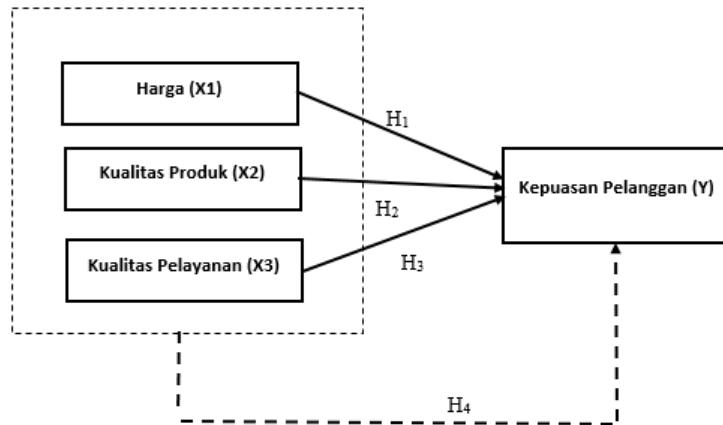 Harga (X1)
H₁
Kualitas Produk (X2)
Kepuasan Pelanggan (Y)
H₂
Kualitas Pelayanan (X3)
H₃
H₄